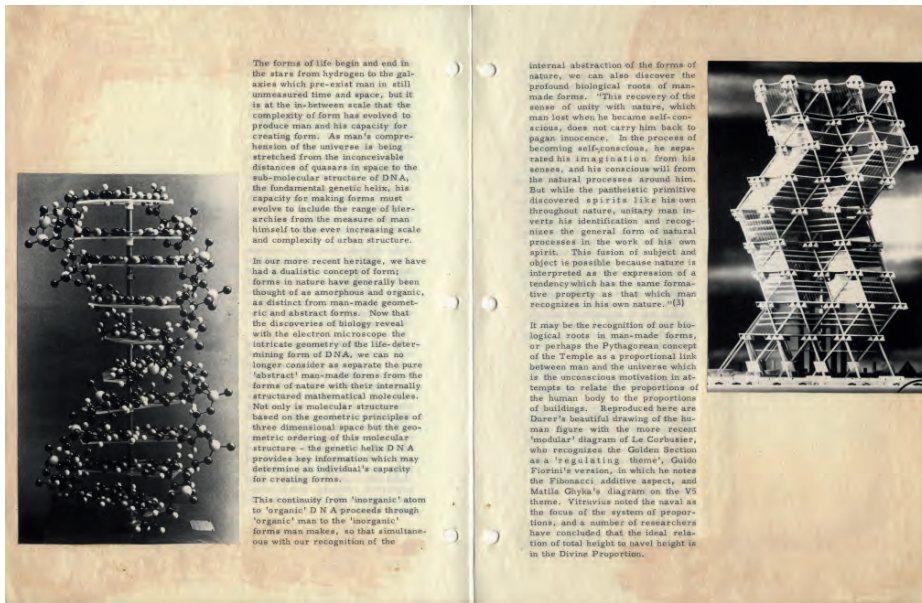 The forms of life begin and end in
the stars from hydrogen to the gal-
axies which pre-exist man in still
unmeasured time and space, but it
is at the in-between scale that the
complexity of form has evolved to
produce man and his capacity for
creating form. As man's compre-
hension of the universe is being
stretched from the inconceivable
distances of quasars in space to the
sub-molecular structure of DNA,
the fundamental genetic helix, his
capacity for making forms must
evolve to include the range of hier-
archies from the measure of man
himself to the ever increasing scale
and complexity of urban structure.
In our more recent heritage, we have
had a dualistic concept of form;
forms in nature have generally been
thought of as amorphous and organic,
as distinct from man-made geomet-
ric and abstract forms. Now that
the discoveries of biology reveal
with the electron microscope the
intricate geometry of the life-deter-
mining form of DNA, we can no
longer consider as separate the pure
'abstract' man-made forms from the
forms of nature with their internally
structured mathematical molecules.
Not only is molecular structure
based on the geometric principles of
three dimensional space but the geo-
metric ordering of this molecular
structure - the genetic helix D N A
provides key information which may
determine an individual's capacity
for creating forms.
This continuity from 'inorganic' atom
to 'organic' D N A proceeds through
'organic' man to the 'inorganic'
forms man makes, so that simultane-
ous with our recognition of the
internal abstraction of the forms of
nature, we can also discover the
profound biological roots of man-
made forms. "This recovery of the
sense of unity with nature, which
man lost when he became self-con-
scious, does not carry him back to
pagan innocence. In the process of
becoming self-conscious, he sepa-
rated his imagination from his
senses, and his conscious will from
the natural processes around him.
But while the pantheistic primitive
discovered spirits like his own
throughout nature, unitary man in-
verts his identification and recog-
nizes the general form of natural
processes in the work of his own
spirit. This fusion of subject and
object is possible because nature is
interpreted as the expression of a
tendency which has the same forma-
tive property as that which man
recognizes in his own nature."(3)
It may be the recognition of our bio-
logical roots in man-made forms,
or perhaps the Pythagorean concept
of the Temple as a proportional link
between man and the universe which
is the unconscious motivation in at-
tempts to relate the proportions of
the human body to the proportions
of buildings. Reproduced here are
Durer's beautiful drawing of the hu-
man figure with the more recent
'modular' diagram of Le Corbusier,
who recognizes the Golden Section
as a 'regulating theme', Guido
Fiorini's version, in which he notes
the Fibonacci additive aspect, and
Matila Ghyka's diagram on the V5
theme. Vitruvius noted the naval as
the focus of the system of propor-
tions, and a number of researchers
have concluded that the ideal rela-
tion of total height to navel height is
in the Divine Proportion.